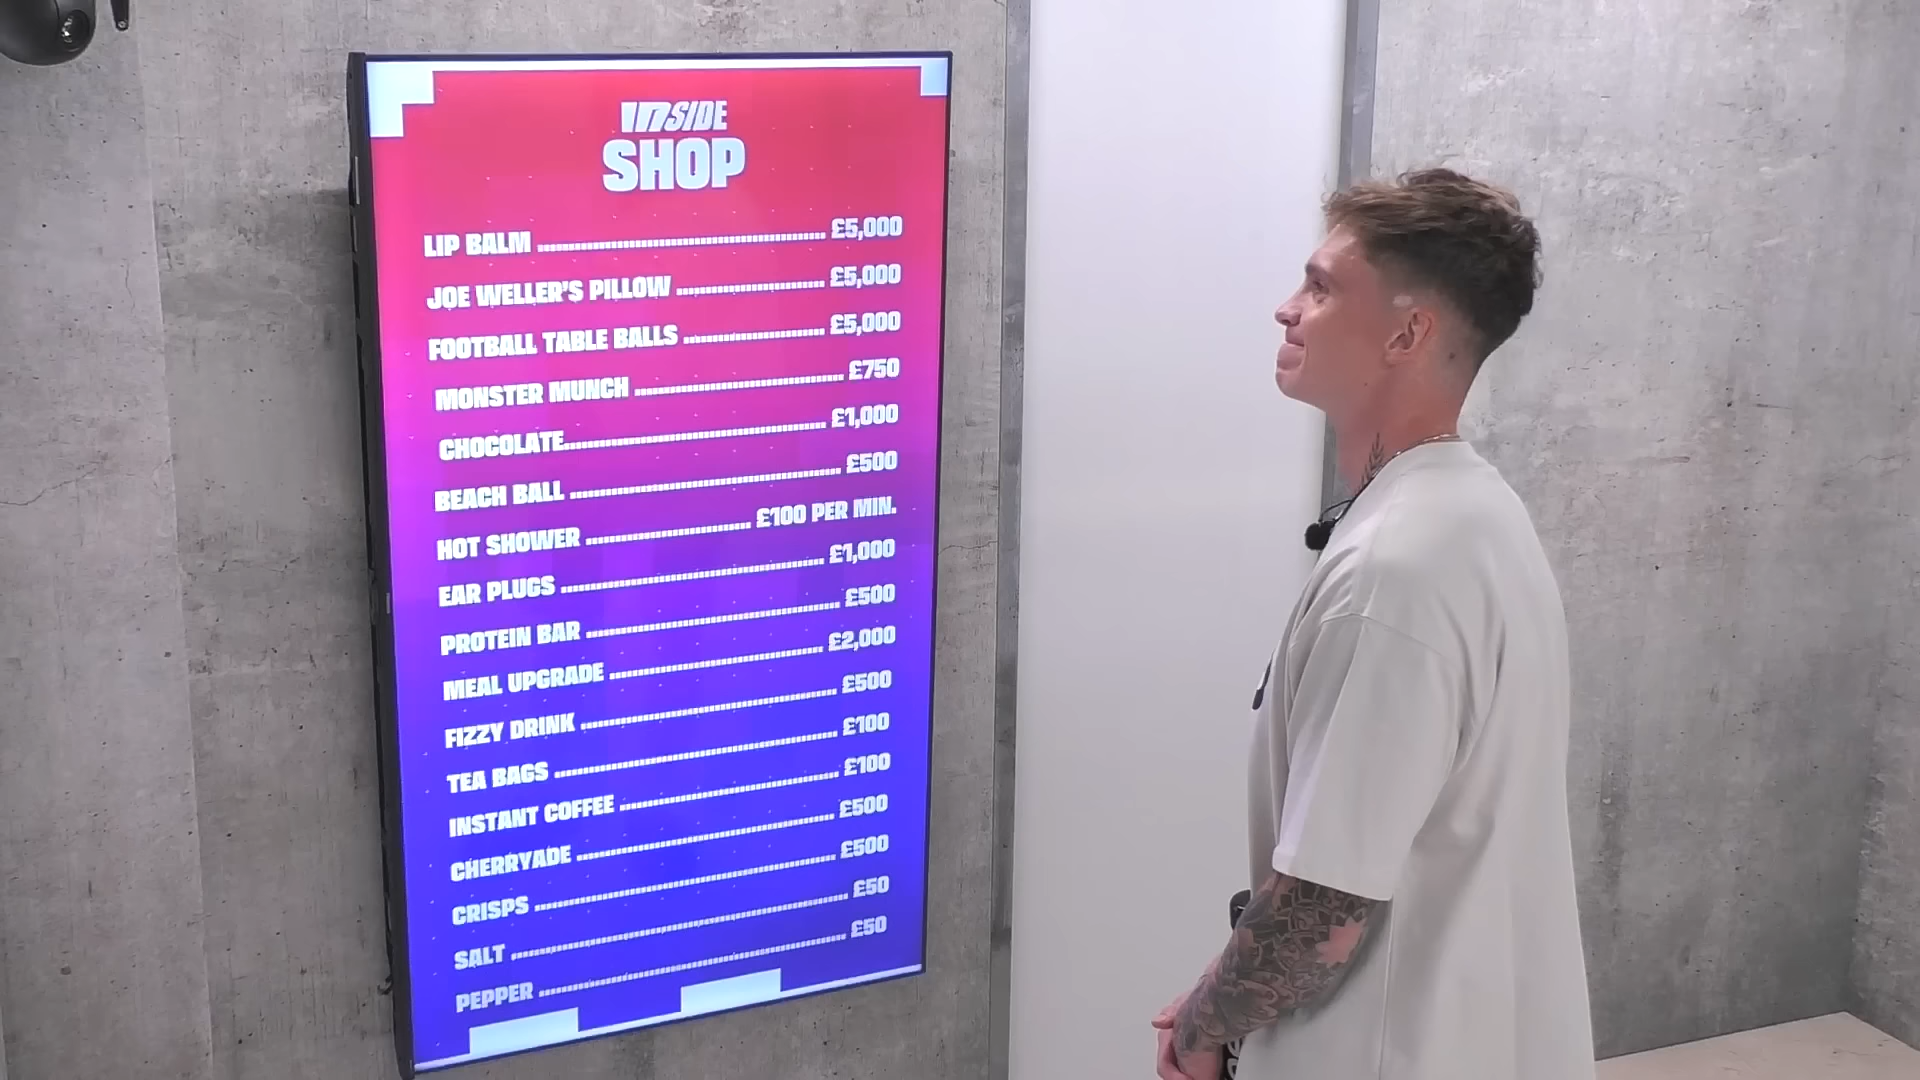 INSIDE
SHOP
LIP BALM ........ £5,000
JOE WELLER'S PILLOW ........ £5,000
FOOTBALL TABLE BALLS ........ £5,000
MONSTER MUNCH ........ £750
CHOCOLATE ........ £1,000
BEACH BALL ........ £500
HOT SHOWER ........ £100 PER MIN.
EAR PLUGS ........ £1,000
PROTEIN BAR ........ £500
MEAL UPGRADE ........ £2,000
FIZZY DRINK ........ £500
TEA BAGS ........ £100
INSTANT COFFEE ........ £100
CHERRYADE ........ £500
CRISPS ........ £500
SALT ........ £50
PEPPER ........ £50